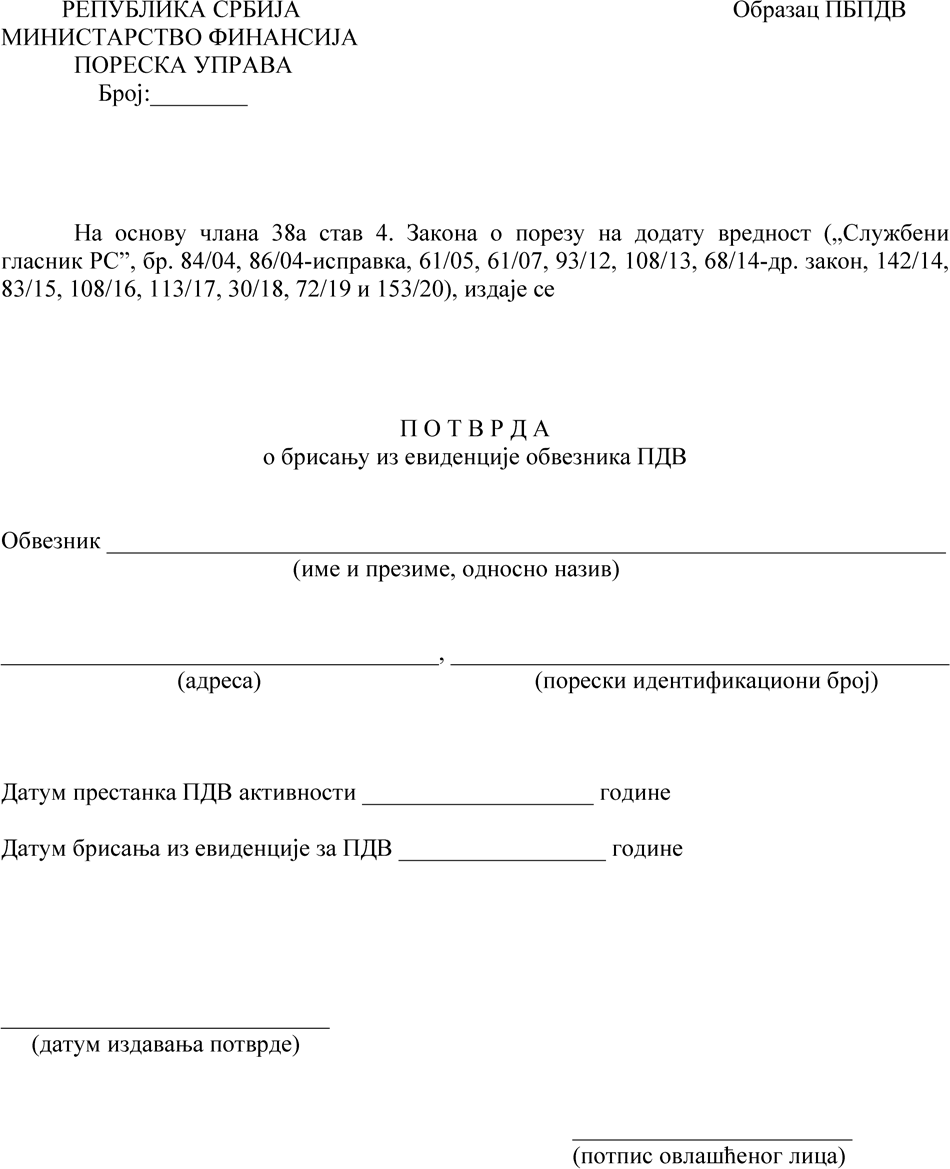 РЕПУБЛИКА СРБИЈА Образац ПБПДВ
МИНИСТАРСТВО ФИНАНСИЈА
ПОРЕСКА УПРАВА
Број:________
На основу члана 38а став 4. Закона о порезу на додату вредност („Службени
гласник РС”, бр. 84/04, 86/04-исправка, 61/05, 61/07, 93/12, 108/13, 68/14-др. закон, 142/14,
83/15, 108/16, 113/17, 30/18, 72/19 и 153/20), издаје се
П О Т В Р Д А
о брисању из евиденције обвезника ПДВ
Обвезник ______________________________
(име и презиме, односно назив)
____________________, ____________________
(адреса) (порески идентификациони број)
Датум престанка ПДВ активности ___________________ године
Датум брисања из евиденције за ПДВ _________________ године
___________________________
(датум издавања потврде)
_______________________
(потпис овлашћеног лица)